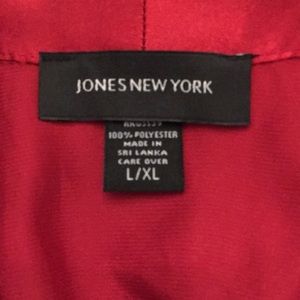 JONES NEW YORK
100% POLYESTER
MADE IN
SRI LANKA
CARE OVER
L/XL